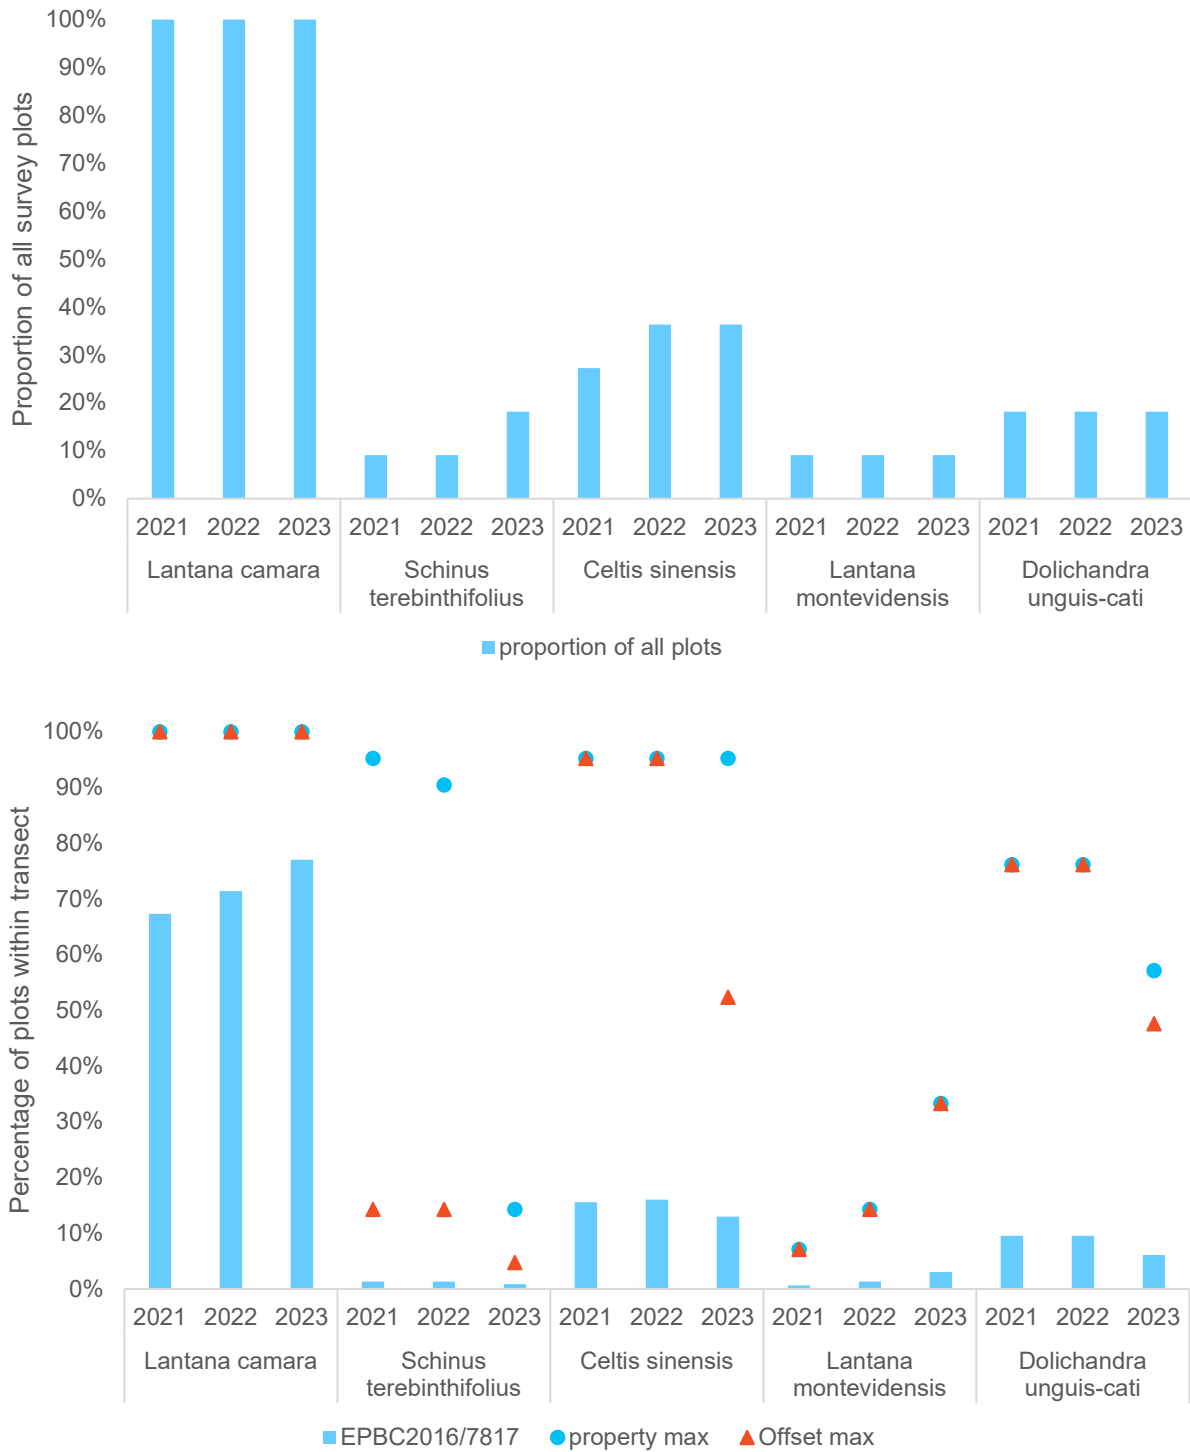 100%
90%
80%
70%
60%
50%
40%
30%
20%
10%
0%
Proportion of all survey plots
2021 2022 2023 2021 2022 2023 2021 2022 2023 2021 2022 2023 2021 2022 2023
Lantana camara Schinus Celtis sinensis Lantana Dolichandra
terebinthifolius montevidensis unguis-cati
proportion of all plots
100%
90%
80%
70%
60%
50%
40%
30%
20%
10%
0%
Percentage of plots within transect
2021 2022 2023 2021 2022 2023 2021 2022 2023 2021 2022 2023 2021 2022 2023
Lantana camara Schinus Celtis sinensis Lantana Dolichandra
terebinthifolius montevidensis unguis-cati
EPBC2016/7817 property max Offset max